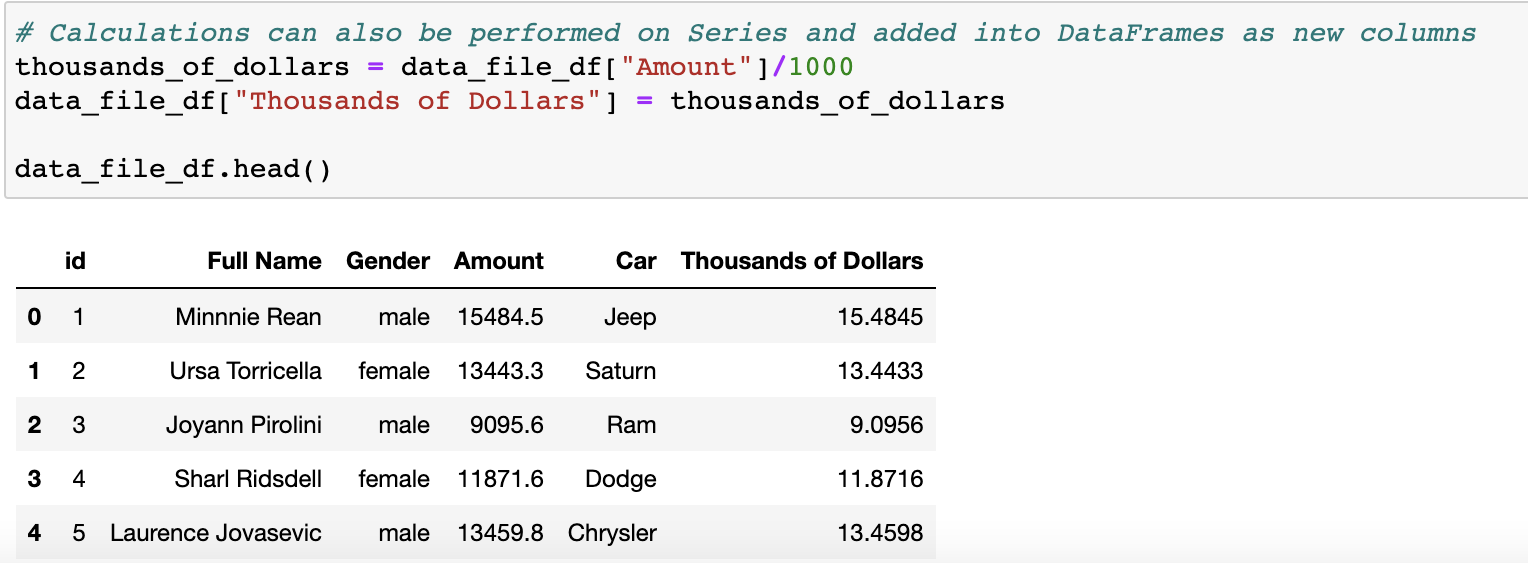 # Calculations can also be performed on Series and added into DataFrames as new columns
thousands_of_dollars = data_file_df["Amount"]/1000
data_file_df["Thousands of Dollars"] = thousands_of_dollars
data_file_df.head()
id Full Name Gender Amount Car Thousands of Dollars
0 1 Minnnie Rean male 15484.5 Jeep 15.4845
1 2 Ursa Torricella female 13443.3 Saturn 13.4433
2 3 Joyann Pirolini male 9095.6 Ram 9.0956
3 4 Sharl Ridsdell female 11871.6 Dodge 11.8716
4 5 Laurence Jovasevic male 13459.8 Chrysler 13.4598